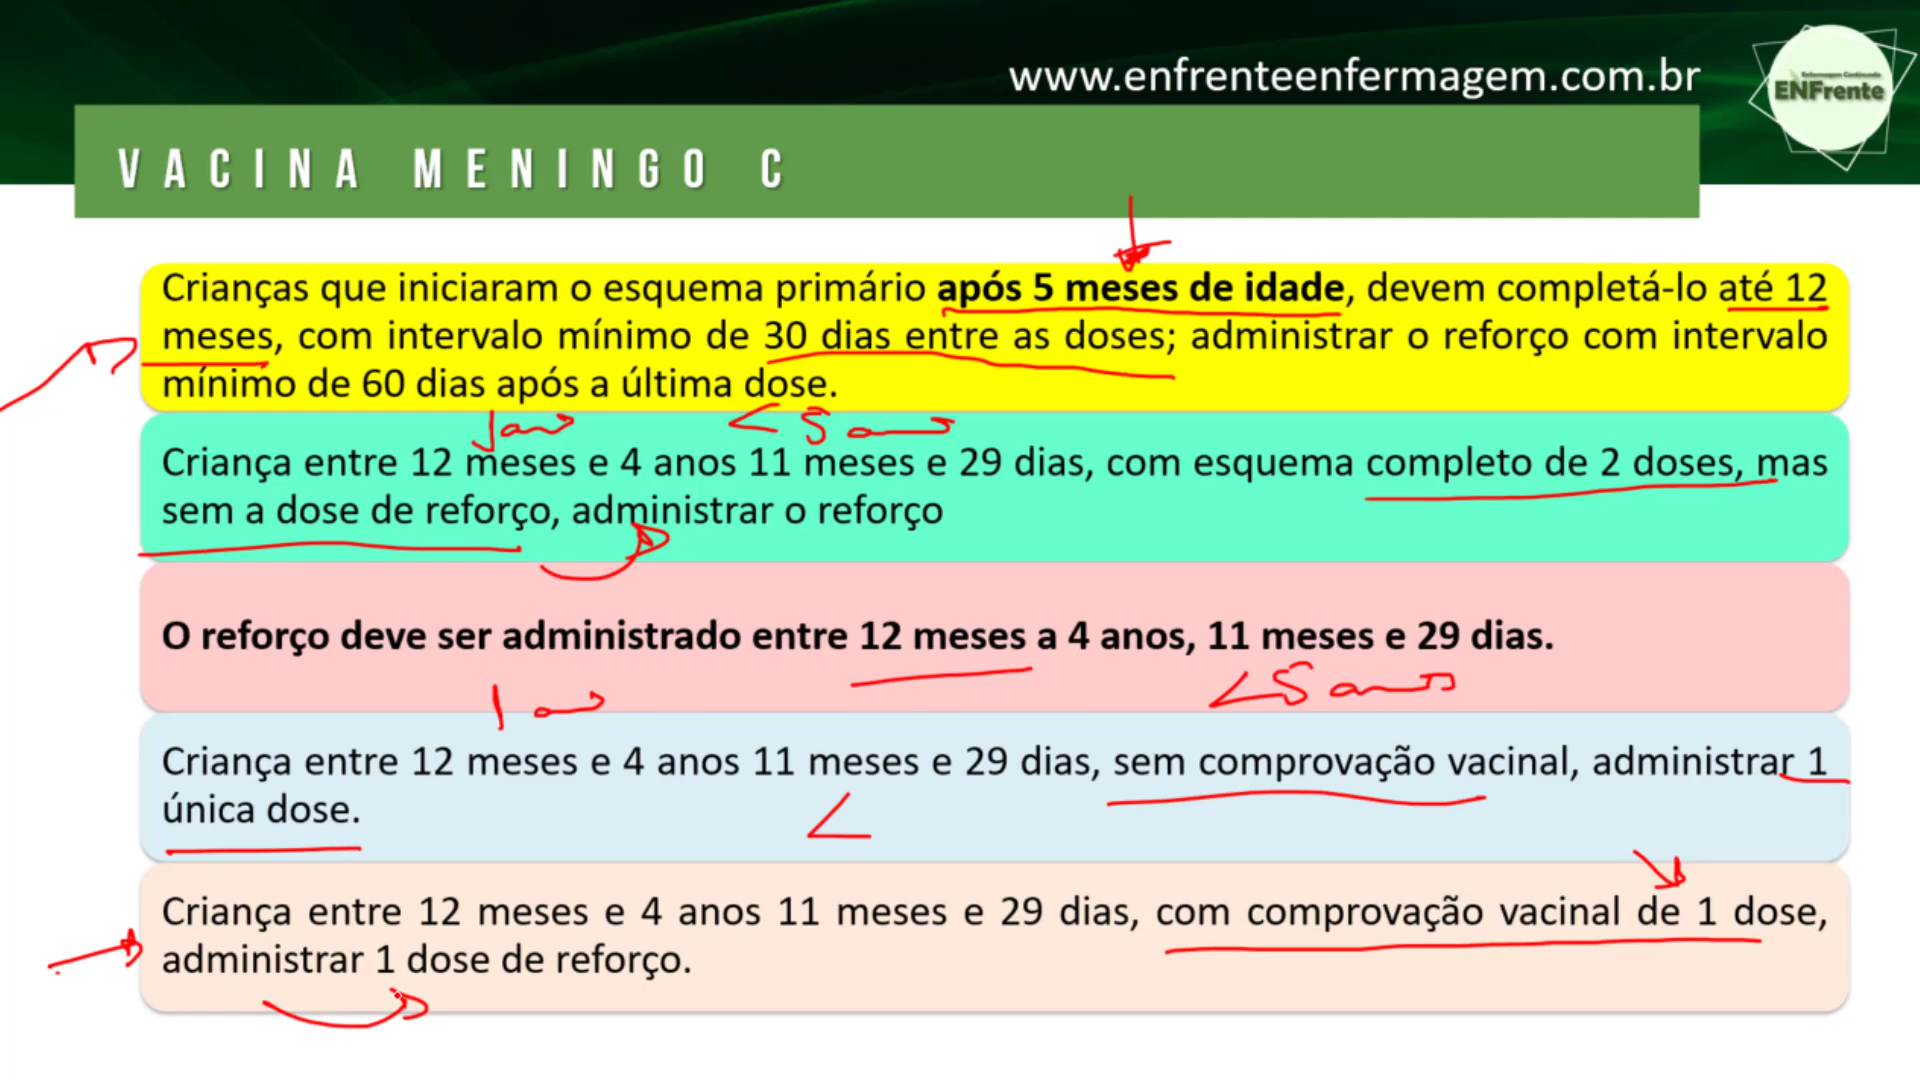 www.enfrenteenfermagem.com.br
Enfermagem Continuada
ENFrente
VACINA MENINGO C
Crianças que iniciaram o esquema primário após 5 meses de idade, devem completá-lo até 12
meses, com intervalo mínimo de 30 dias entre as doses; administrar o reforço com intervalo
mínimo de 60 dias após a última dose.
1 ano < 5 anos
Criança entre 12 meses e 4 anos 11 meses e 29 dias, com esquema completo de 2 doses, mas
sem a dose de reforço, administrar o reforço
O reforço deve ser administrado entre 12 meses a 4 anos, 11 meses e 29 dias.
1 ano < 5 anos
Criança entre 12 meses e 4 anos 11 meses e 29 dias, sem comprovação vacinal, administrar 1
única dose.
<
Criança entre 12 meses e 4 anos 11 meses e 29 dias, com comprovação vacinal de 1 dose,
administrar 1 dose de reforço.